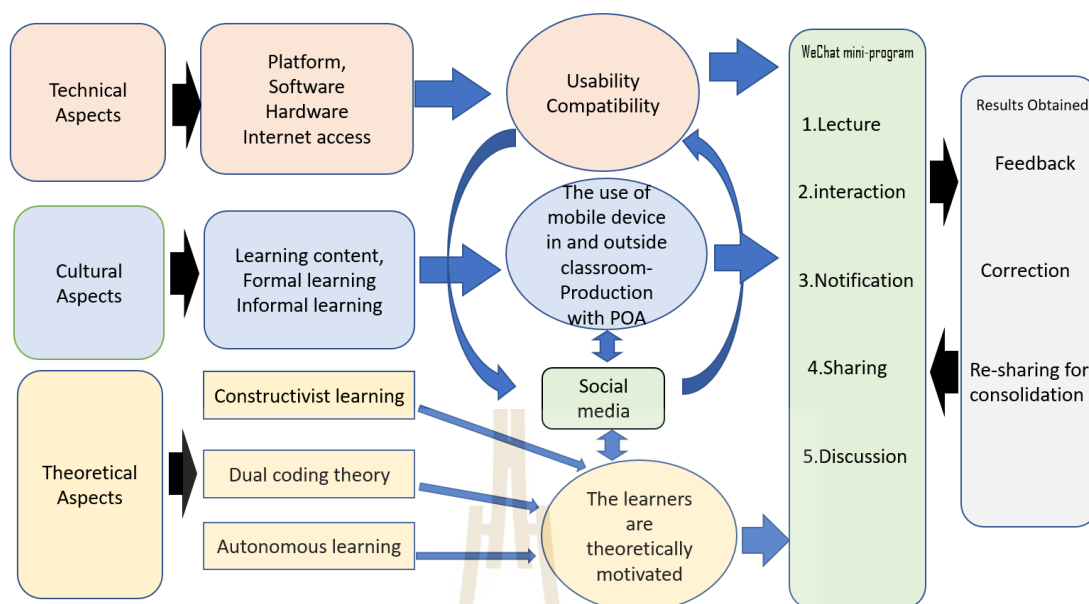 Technical
Aspects
Platform,
Software
Hardware
Internet access
Usability
Compatibility
Cultural
Aspects
Learning content,
Formal learning
Informal learning
The use of
mobile device
in and outside
classroom-
Production
with POA
Social
media
Theoretical
Aspects
Constructivist learning
Dual coding theory
Autonomous learning
The learners
are
theoretically
motivated
WeChat mini-program
1.Lecture
2.interaction
3.Notification
4.Sharing
5.Discussion
Results Obtained
Feedback
Correction
Re-sharing for
consolidation